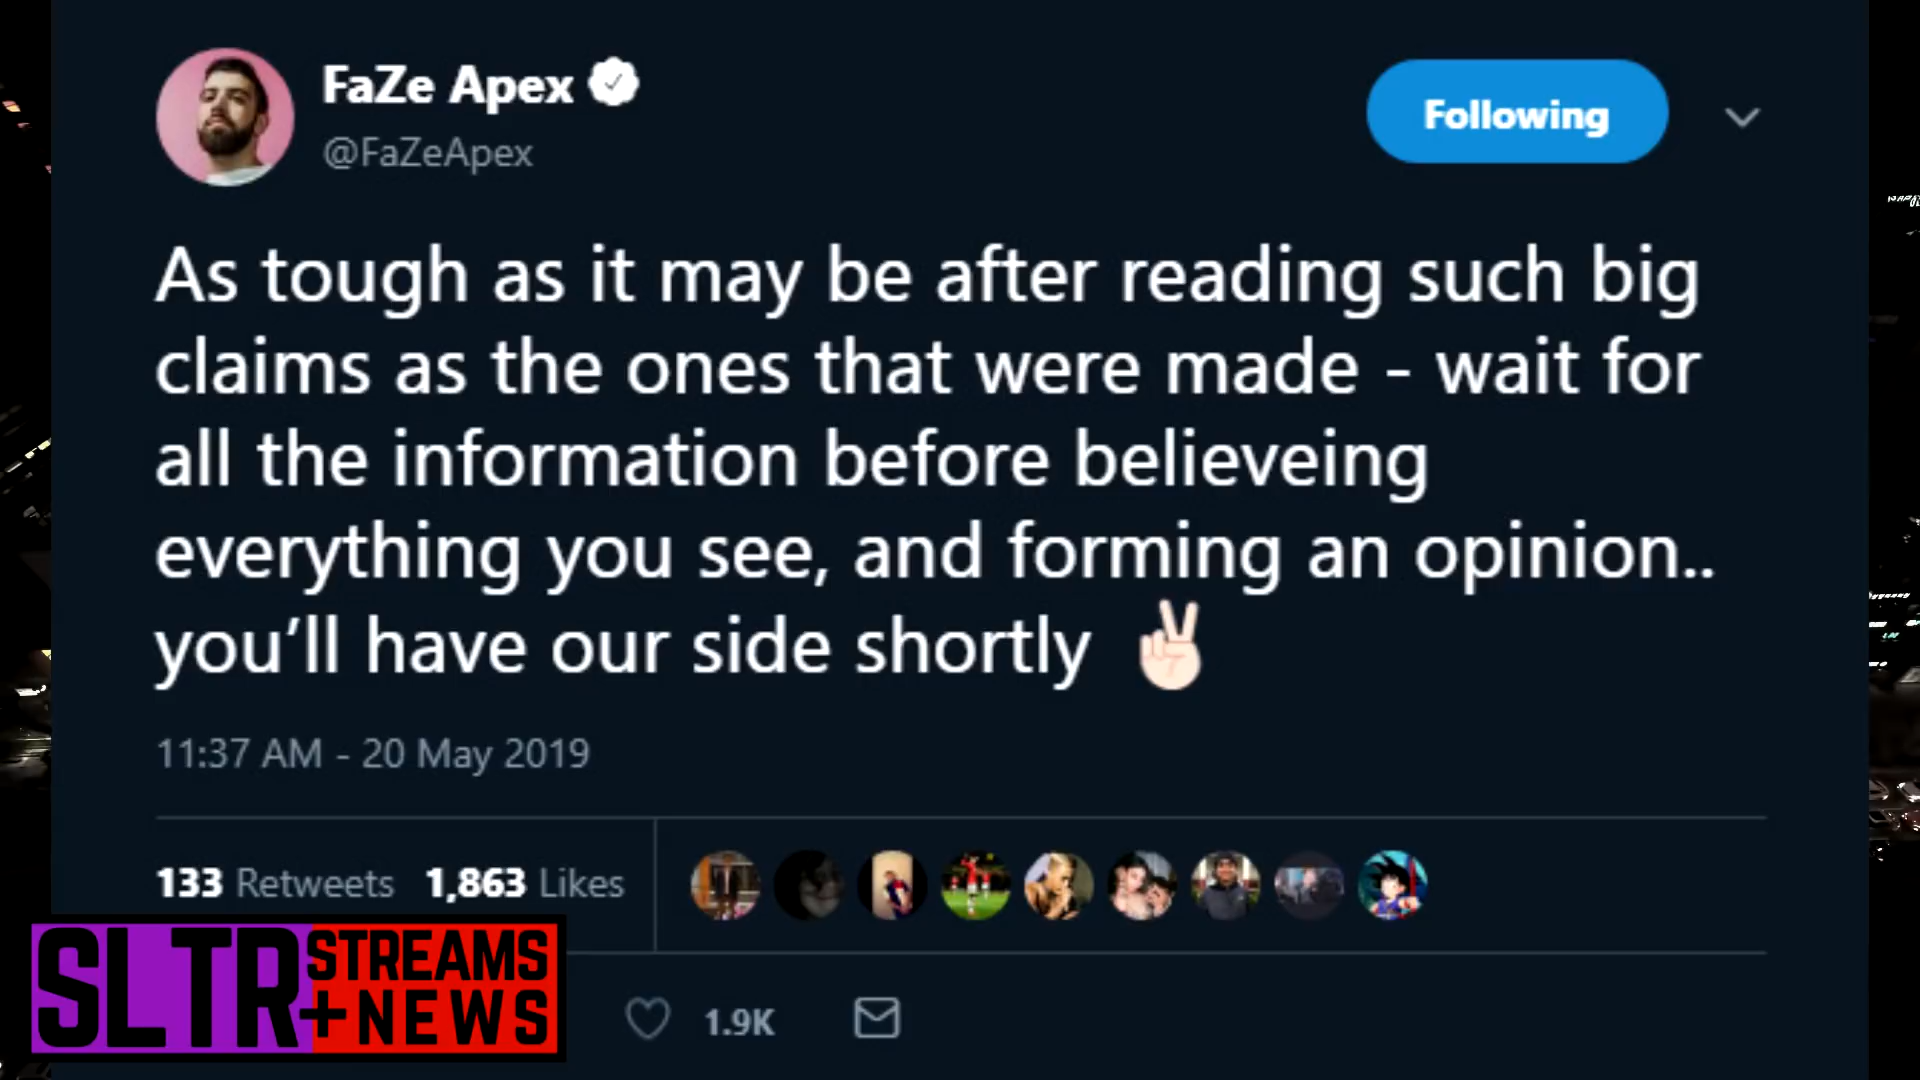 FaZe Apex
@FaZeApex
Following
As tough as it may be after reading such big
claims as the ones that were made - wait for
all the information before believeing
everything you see, and forming an opinion..
you’ll have our side shortly ✌🏻
11:37 AM - 20 May 2019
133 Retweets 1,863 Likes
SLTR STREAMS
+NEWS
1.9K